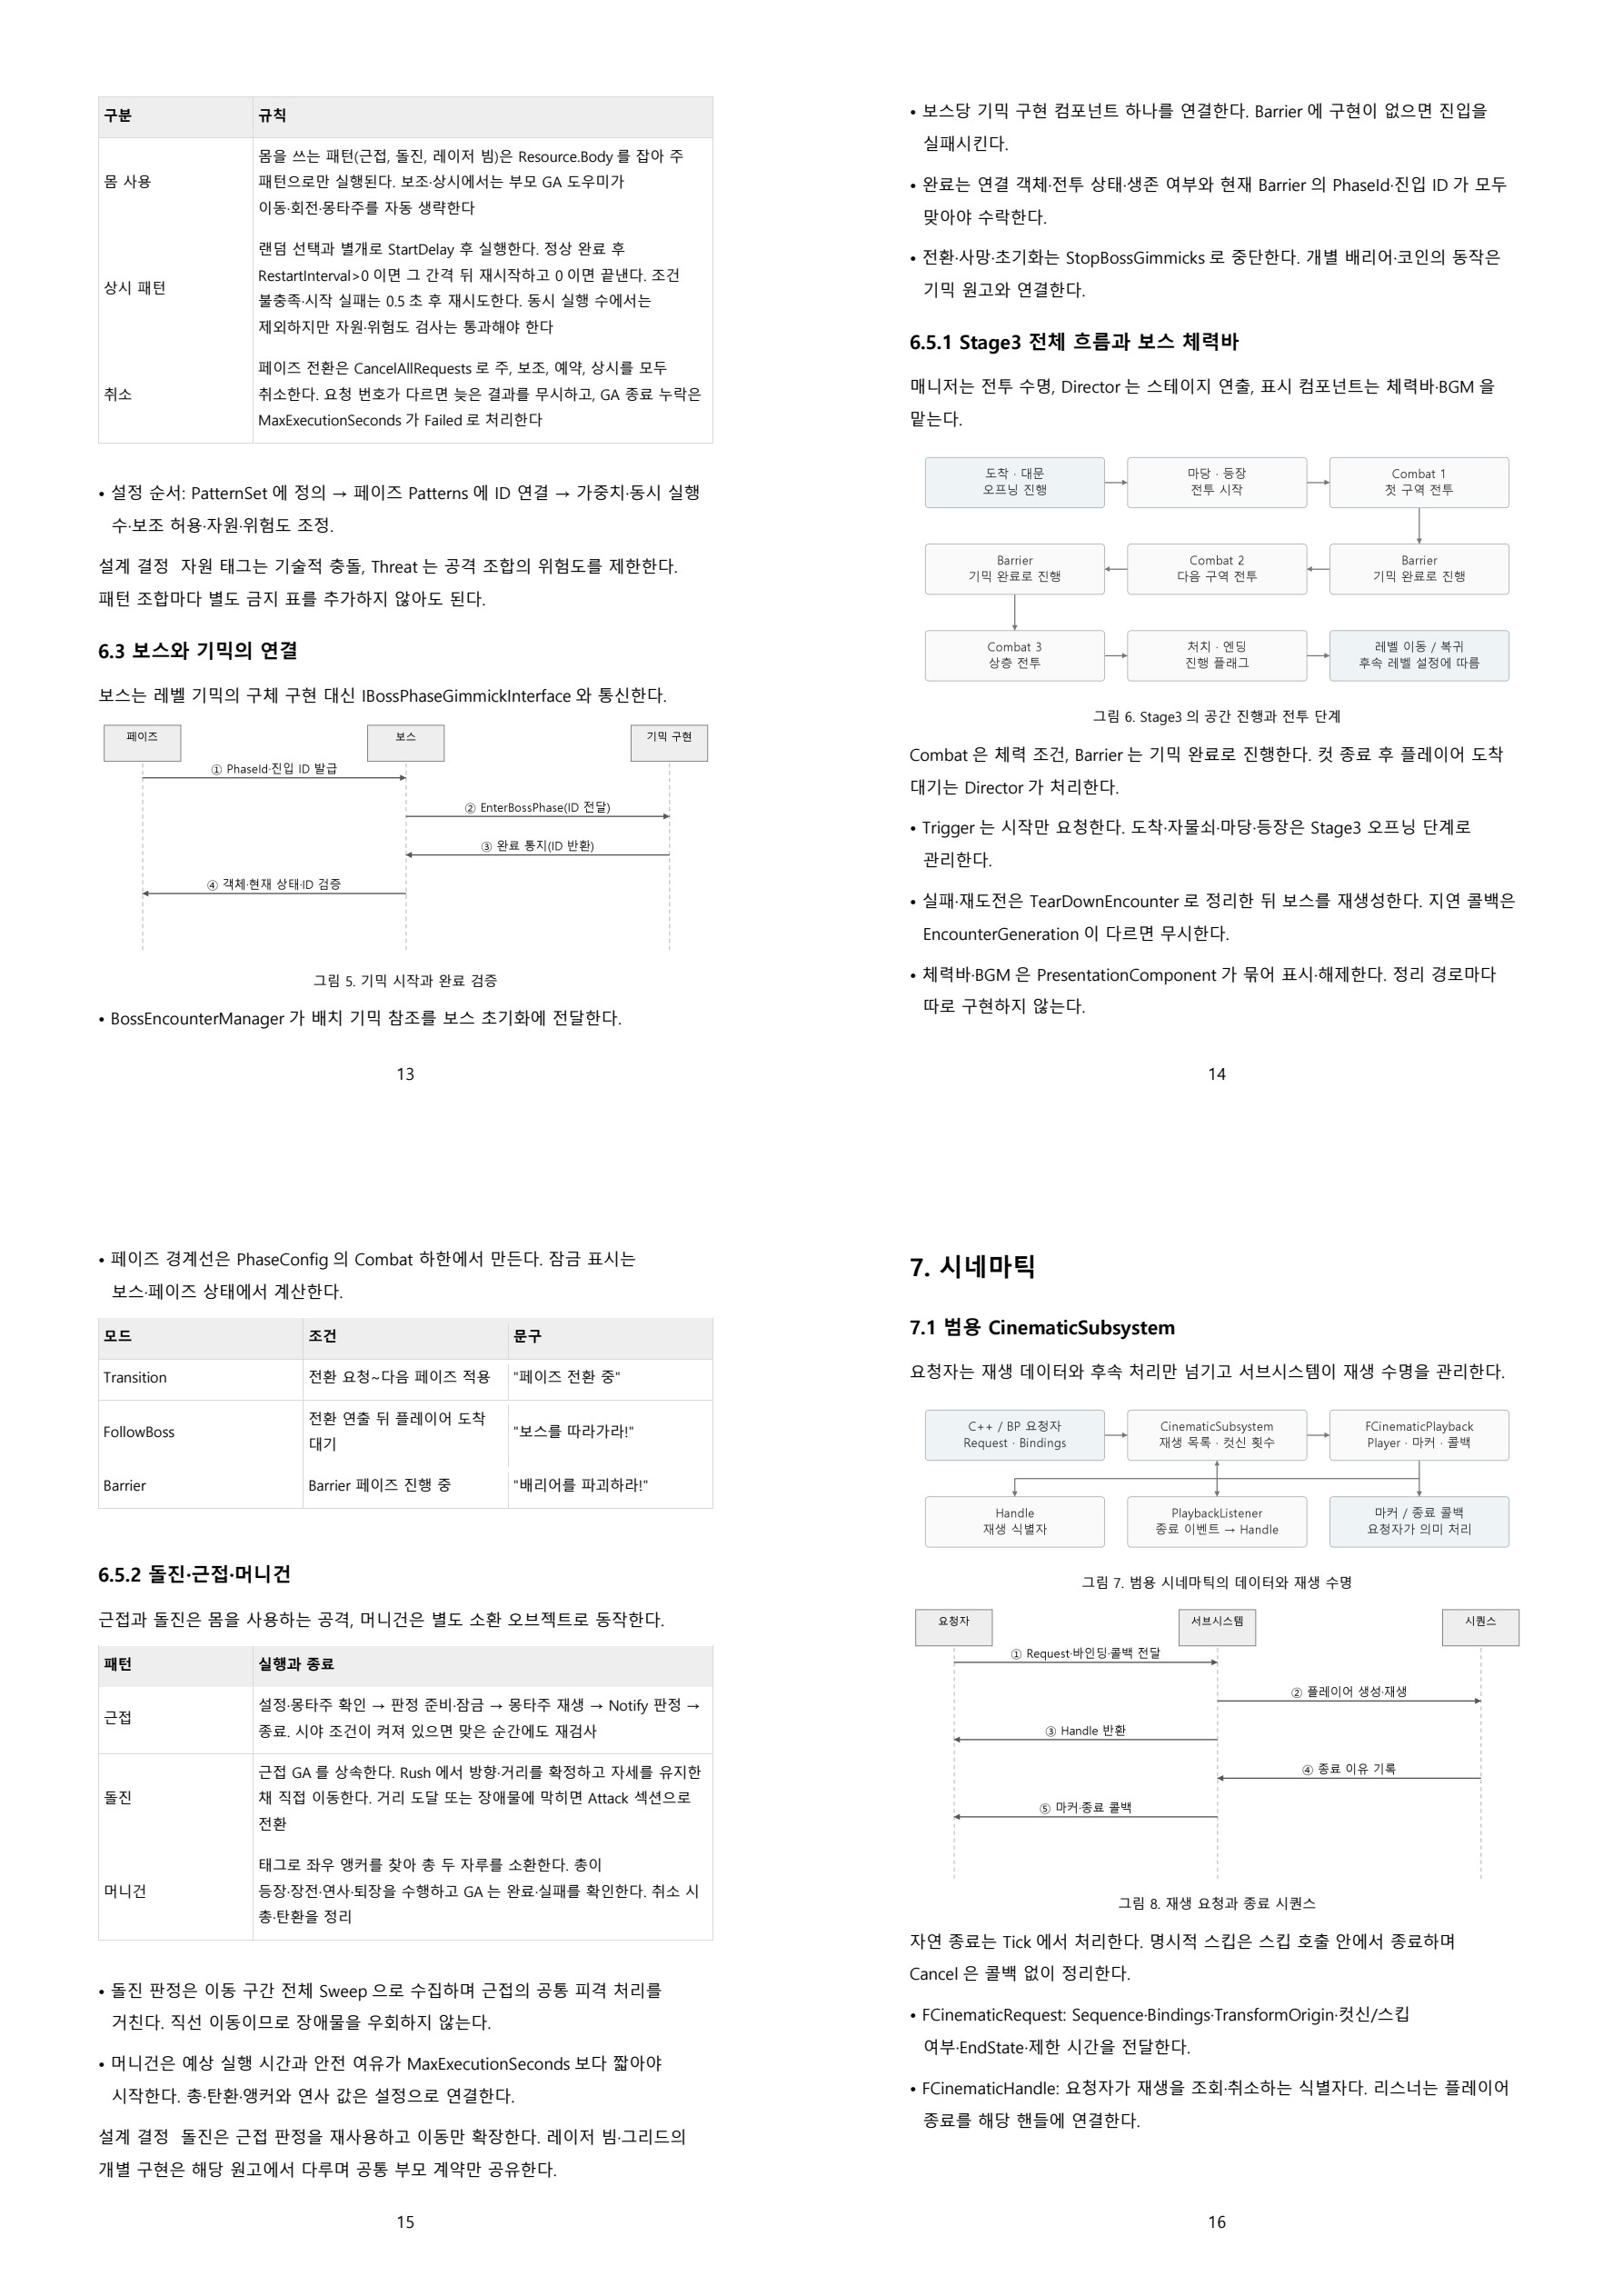 구분 규칙
몸 사용
몸을 쓰는 패턴(근접, 돌진, 레이저 빔)은 Resource.Body 를 잡아 주
패턴으로만 실행된다. 보조·상시에서는 부모 GA 도우미가
이동·회전·몽타주를 자동 생략한다
상시 패턴
랜덤 선택과 별개로 StartDelay 후 실행한다. 정상 완료 후
RestartInterval>0 이면 그 간격 뒤 재시작하고 0 이면 끝낸다. 조건
불충족·시작 실패는 0.5 초 후 재시도한다. 동시 실행 수에서는
제외하지만 자원·위험도 검사는 통과해야 한다
취소
페이즈 전환은 CancelAllRequests 로 주, 보조, 예약, 상시를 모두
취소한다. 요청 번호가 다르면 늦은 결과를 무시하고, GA 종료 누락은
MaxExecutionSeconds 가 Failed 로 처리한다
• 설정 순서: PatternSet 에 정의 → 페이즈 Patterns 에 ID 연결 → 가중치·동시 실행
수·보조 허용·자원·위험도 조정.
설계 결정 자원 태그는 기술적 충돌, Threat 는 공격 조합의 위험도를 제한한다.
패턴 조합마다 별도 금지 표를 추가하지 않아도 된다.
6.3 보스와 기믹의 연결
보스는 레벨 기믹의 구체 구현 대신 IBossPhaseGimmickInterface 와 통신한다.
페이즈 보스 기믹 구현
① PhaseId·진입 ID 발급
② EnterBossPhase(ID 전달)
③ 완료 통지(ID 반환)
④ 객체·현재 상태·ID 검증
그림 5. 기믹 시작과 완료 검증
• BossEncounterManager 가 배치 기믹 참조를 보스 초기화에 전달한다.
13
• 보스당 기믹 구현 컴포넌트 하나를 연결한다. Barrier 에 구현이 없으면 진입을
실패시킨다.
• 완료는 연결 객체·전투 상태·생존 여부와 현재 Barrier 의 PhaseId·진입 ID 가 모두
맞아야 수락한다.
• 전환·사망·초기화는 StopBossGimmicks 로 중단한다. 개별 배리어·코인의 동작은
기믹 원고와 연결한다.
6.5.1 Stage3 전체 흐름과 보스 체력바
매니저는 전투 수명, Director 는 스테이지 연출, 표시 컴포넌트는 체력바·BGM 을
맡는다.
도착 · 대문
오프닝 진행
마당 · 등장
전투 시작
Combat 1
첫 구역 전투
Barrier
기믹 완료로 진행
Combat 2
다음 구역 전투
Barrier
기믹 완료로 진행
Combat 3
상층 전투
처치 · 엔딩
진행 플래그
레벨 이동 / 복귀
후속 레벨 설정에 따름
그림 6. Stage3 의 공간 진행과 전투 단계
Combat 은 체력 조건, Barrier 는 기믹 완료로 진행한다. 컷 종료 후 플레이어 도착
대기는 Director 가 처리한다.
• Trigger 는 시작만 요청한다. 도착·자물쇠·마당·등장은 Stage3 오프닝 단계로
관리한다.
• 실패·재도전은 TearDownEncounter 로 정리한 뒤 보스를 재생성한다. 지연 콜백은
EncounterGeneration 이 다르면 무시한다.
• 체력바·BGM 은 PresentationComponent 가 묶어 표시·해제한다. 정리 경로마다
따로 구현하지 않는다.
14
• 페이즈 경계선은 PhaseConfig 의 Combat 하한에서 만든다. 잠금 표시는
보스·페이즈 상태에서 계산한다.
모드 조건 문구
Transition 전환 요청~다음 페이즈 적용 "페이즈 전환 중"
FollowBoss
전환 연출 뒤 플레이어 도착
대기
"보스를 따라가라!"
Barrier Barrier 페이즈 진행 중 "배리어를 파괴하라!"
6.5.2 돌진·근접·머니건
근접과 돌진은 몸을 사용하는 공격, 머니건은 별도 소환 오브젝트로 동작한다.
패턴 실행과 종료
근접
설정·몽타주 확인 → 판정 준비·잠금 → 몽타주 재생 → Notify 판정 →
종료. 시야 조건이 켜져 있으면 맞은 순간에도 재검사
돌진
근접 GA 를 상속한다. Rush 에서 방향·거리를 확정하고 자세를 유지한
채 직접 이동한다. 거리 도달 또는 장애물에 막히면 Attack 섹션으로
전환
머니건
태그로 좌우 앵커를 찾아 총 두 자루를 소환한다. 총이
등장·장전·연사·퇴장을 수행하고 GA 는 완료·실패를 확인한다. 취소 시
총·탄환을 정리
• 돌진 판정은 이동 구간 전체 Sweep 으로 수집하며 근접의 공통 피격 처리를
거친다. 직선 이동이므로 장애물을 우회하지 않는다.
• 머니건은 예상 실행 시간과 안전 여유가 MaxExecutionSeconds 보다 짧아야
시작한다. 총·탄환·앵커와 연사 값은 설정으로 연결한다.
설계 결정 돌진은 근접 판정을 재사용하고 이동만 확장한다. 레이저 빔·그리드의
개별 구현은 해당 원고에서 다루며 공통 부모 계약만 공유한다.
15
7. 시네마틱
7.1 범용 CinematicSubsystem
요청자는 재생 데이터와 후속 처리만 넘기고 서브시스템이 재생 수명을 관리한다.
C++ / BP 요청자
Request · Bindings
CinematicSubsystem
재생 목록 · 컷신 횟수
FCinematicPlayback
Player · 마커 · 콜백
Handle
재생 식별자
PlaybackListener
종료 이벤트 → Handle
마커 / 종료 콜백
요청자가 의미 처리
그림 7. 범용 시네마틱의 데이터와 재생 수명
요청자 서브시스템 시퀀스
① Request·바인딩·콜백 전달
② 플레이어 생성·재생
③ Handle 반환
④ 종료 이유 기록
⑤ 마커·종료 콜백
그림 8. 재생 요청과 종료 시퀀스
자연 종료는 Tick 에서 처리한다. 명시적 스킵은 스킵 호출 안에서 종료하며
Cancel 은 콜백 없이 정리한다.
• FCinematicRequest: Sequence·Bindings·TransformOrigin·컷신/스킵
여부·EndState·제한 시간을 전달한다.
• FCinematicHandle: 요청자가 재생을 조회·취소하는 식별자다. 리스너는 플레이어
종료를 해당 핸들에 연결한다.
16